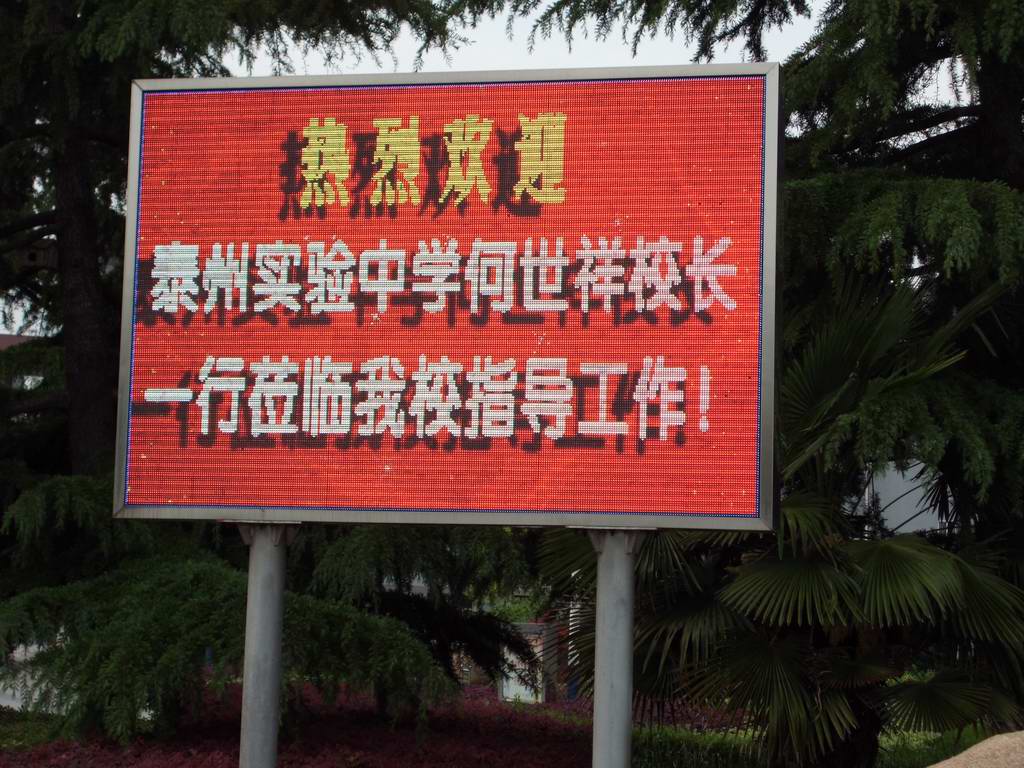 热烈欢迎
泰州实验中学何世祥校长
一行莅临我校指导工作!